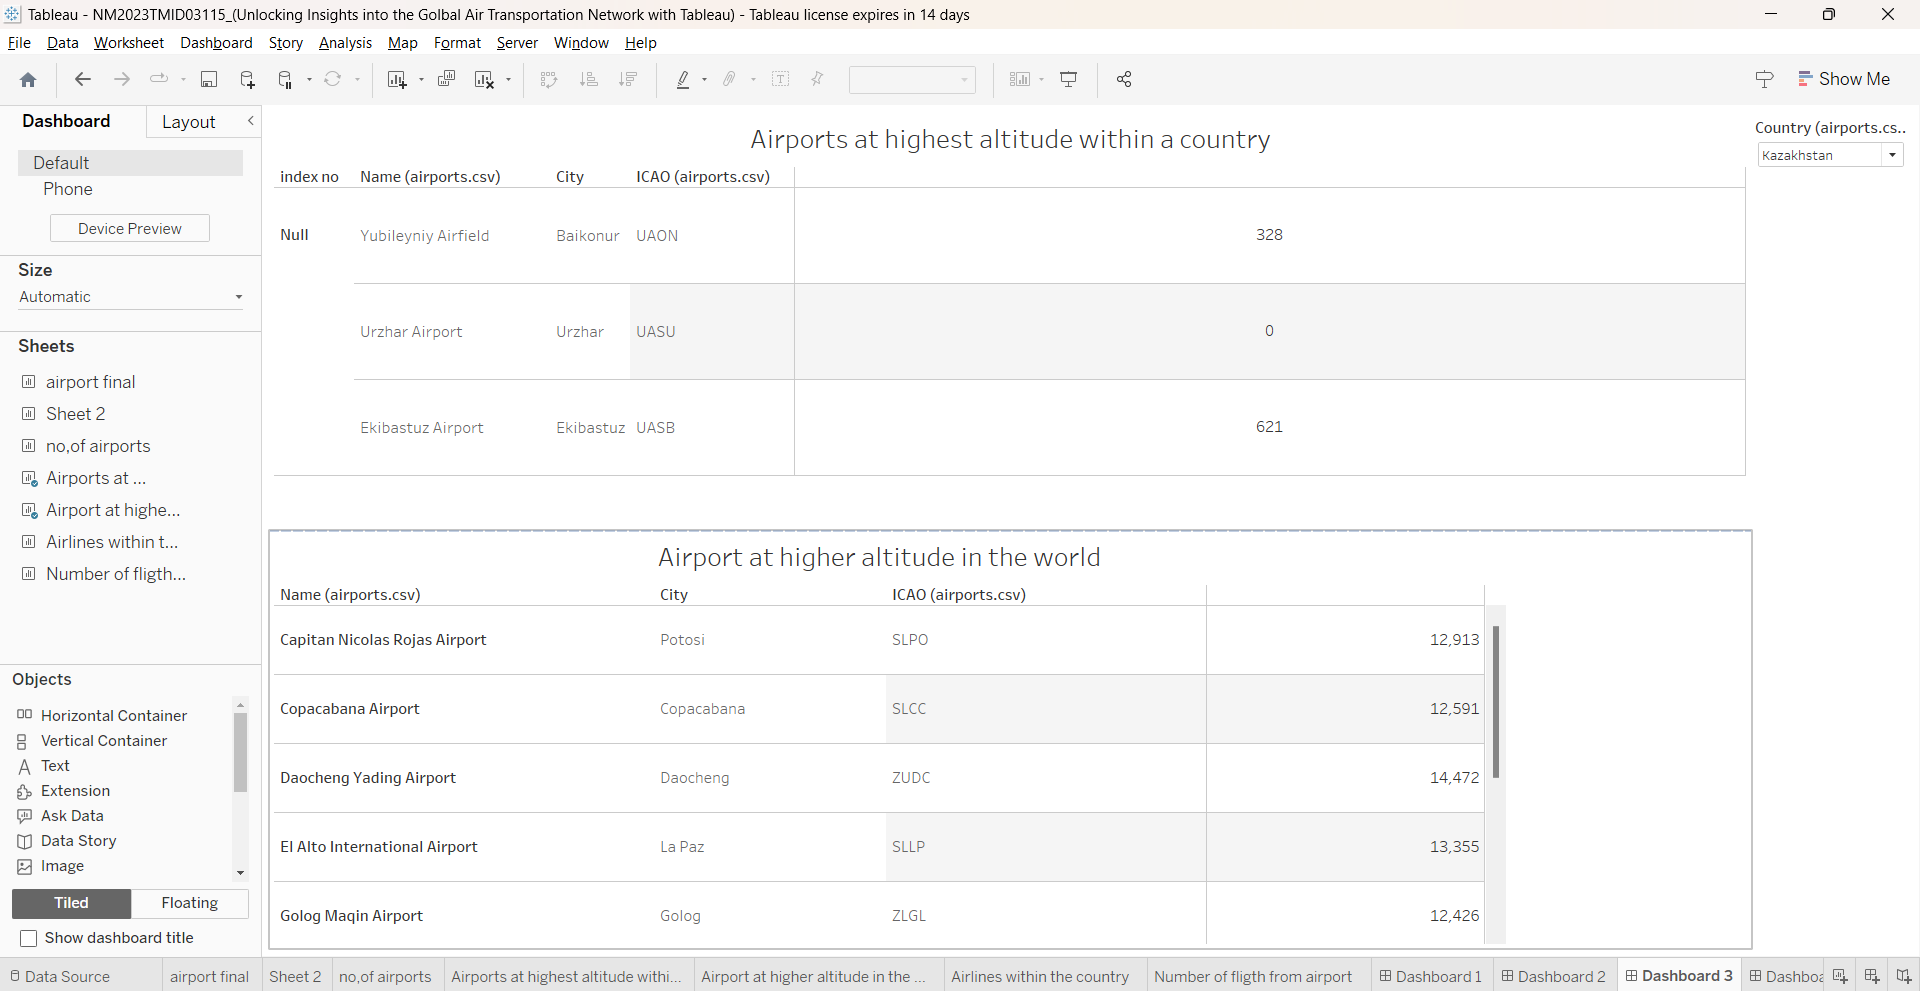 Tableau - NM2023TMID03115_(Unlocking Insights into the Golbal Air Transportation Network with Tableau) - Tableau license expires in 14 days
File Data Worksheet Dashboard Story Analysis Map Format Server Window Help
Show Me
Dashboard Layout
Default
Phone
Device Preview
Size
Automatic
Sheets
airport final
Sheet 2
no,of airports
Airports at ...
Airport at highe...
Airlines within t...
Number of fligth...
Objects
Horizontal Container
Vertical Container
Text
Extension
Ask Data
Data Story
Image
Tiled Floating
Show dashboard title
Airports at highest altitude within a country
index no Name (airports.csv) City ICAO (airports.csv)
Null Yubileyniy Airfield Baikonur UAON 328
Urzhar Airport Urzhar UASU 0
Ekibastuz Airport Ekibastuz UASB 621
Country (airports.cs..
Kazakhstan
Airport at higher altitude in the world
Name (airports.csv) City ICAO (airports.csv)
Capitan Nicolas Rojas Airport Potosi SLPO 12,913
Copacabana Airport Copacabana SLCC 12,591
Daocheng Yading Airport Daocheng ZUDC 14,472
El Alto International Airport La Paz SLLP 13,355
Golog Maqin Airport Golog ZLGL 12,426
Data Source airport final Sheet 2 no,of airports Airports at highest altitude withi... Airport at higher altitude in the ... Airlines within the country Number of fligth from airport Dashboard 1 Dashboard 2 Dashboard 3 Dashboa